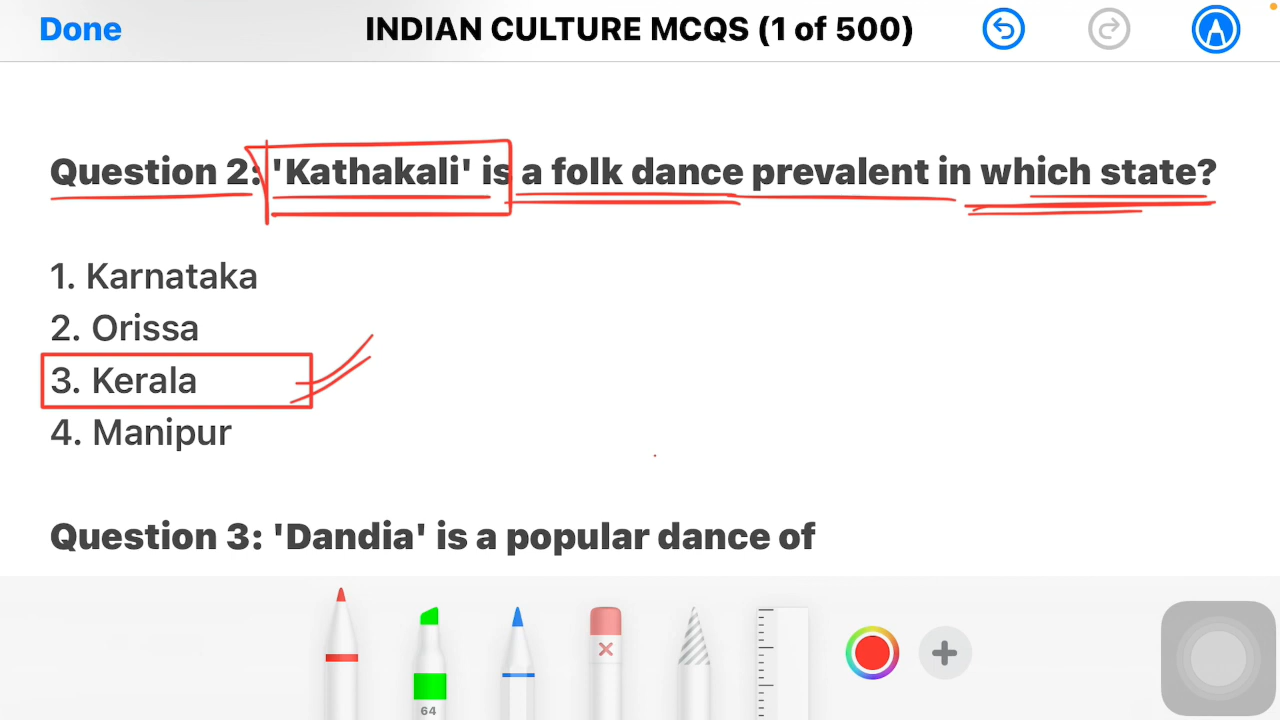 Done INDIAN CULTURE MCQS (1 of 500)
Question 2: 'Kathakali' is a folk dance prevalent in which state?
1. Karnataka
2. Orissa
3. Kerala
4. Manipur
Question 3: 'Dandia' is a popular dance of
64